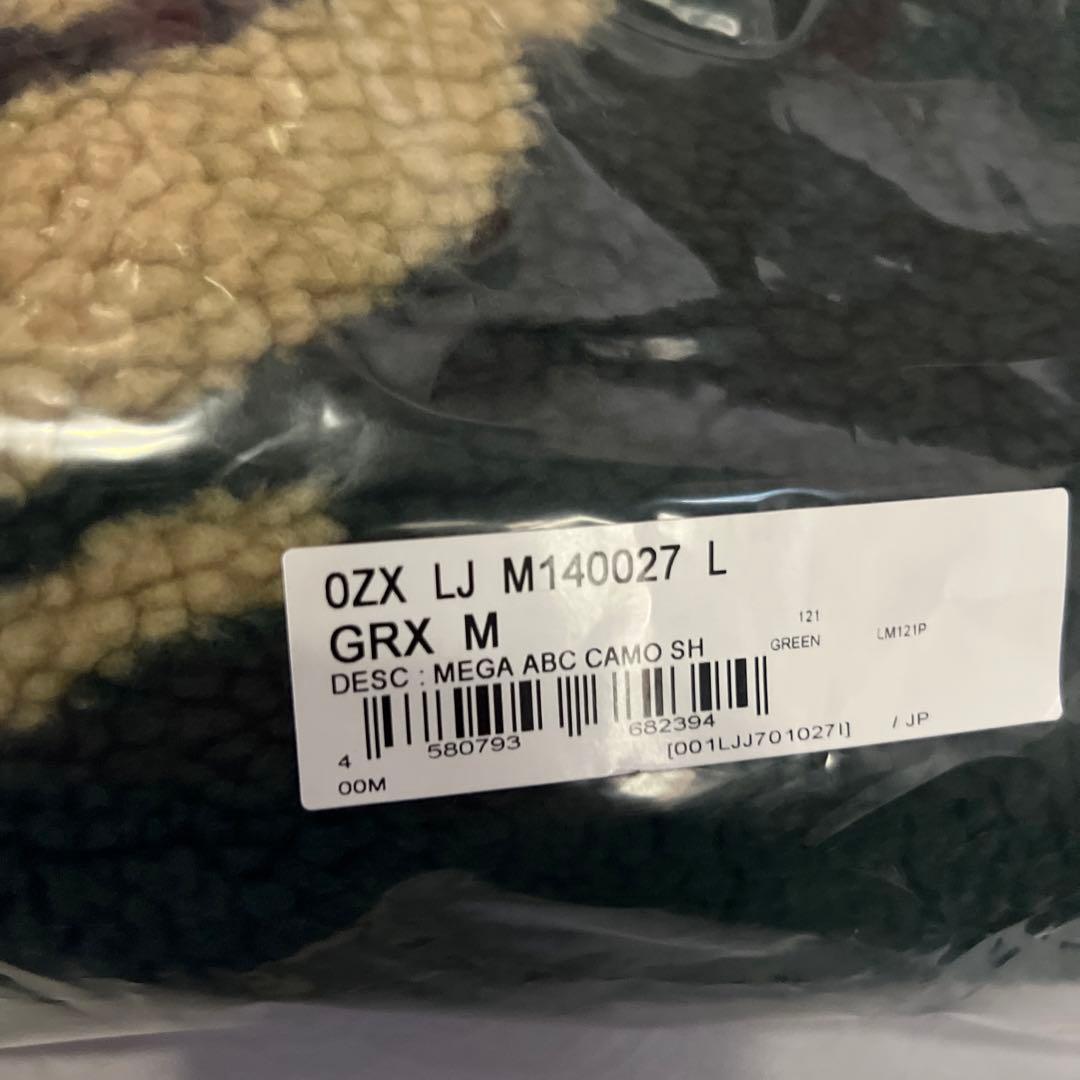 0ZX LJ M140027 L
GRX M
121
GREEN
LM121P
DESC : MEGA ABC CAMO SH
4 580793 682394
[001LJJ701027I] / JP
00M